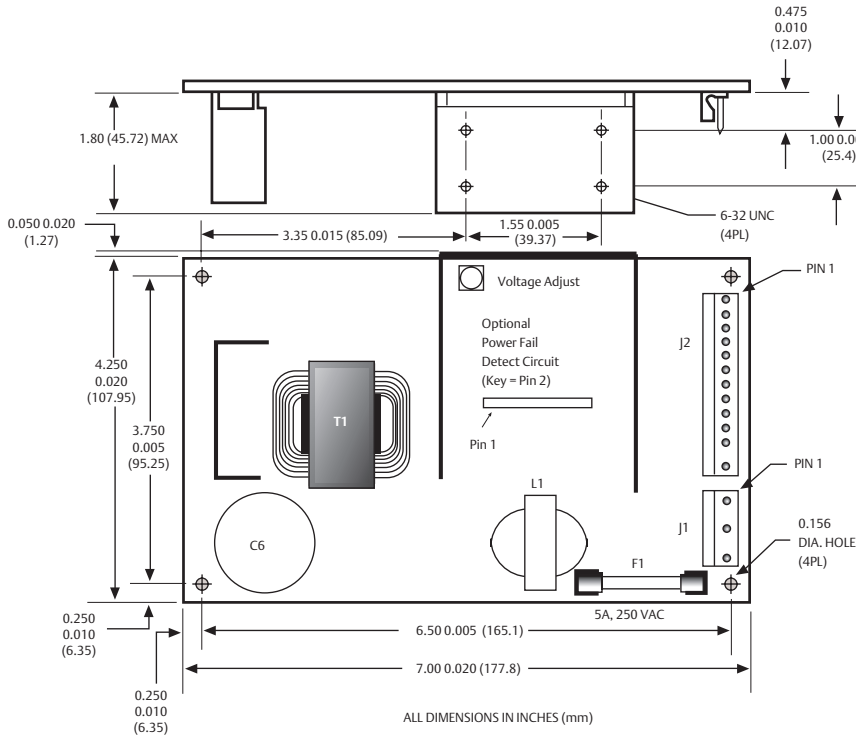 0.475
0.010
(12.07)
1.80 (45.72) MAX
1.00 0.0
(25.4)
0.050 0.020
(1.27)
3.35 0.015 (85.09)
1.55 0.005
(39.37)
6-32 UNC
(4PL)
PIN 1
Voltage Adjust
Optional
Power Fail
Detect Circuit
(Key = Pin 2)
J2
4.250
0.020
(107.95)
3.750
0.005
(95.25)
T1
Pin 1
PIN 1
L1
J1
0.156
DIA. HOLE
(4PL)
C6
F1
5A, 250 VAC
0.250
0.010
(6.35)
6.50 0.005 (165.1)
7.00 0.020 (177.8)
0.250
0.010
(6.35)
ALL DIMENSIONS IN INCHES (mm)